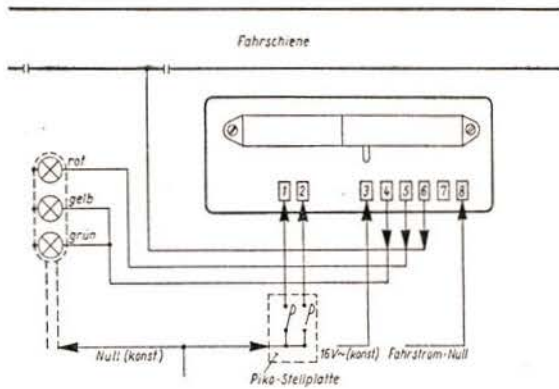 Fahrschiene
rot
gelb
grün
1 2 3 4 5 6 7 8
Null (konst)
16V~(konst) Fahrstrom-Null
Piko-Stellplatte